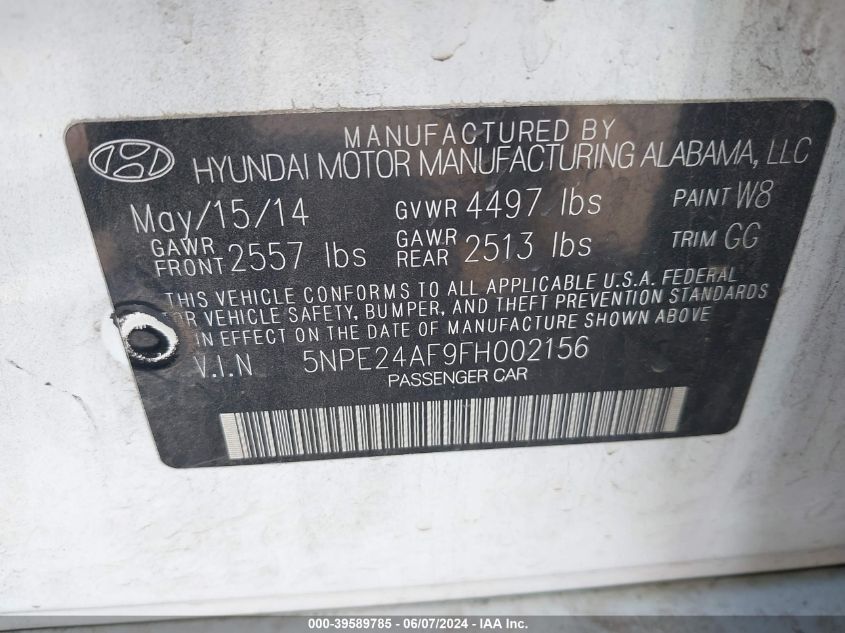 MANUFACTURED BY
HYUNDAI MOTOR MANUFACTURING ALABAMA, LLC
May/15/14 GVWR 4497 lbs PAINT W8
GAWR FRONT 2557 lbs GAWR REAR 2513 lbs TRIM GG
THIS VEHICLE CONFORMS TO ALL APPLICABLE U.S.A. FEDERAL
VEHICLE SAFETY, BUMPER, AND THEFT PREVENTION STANDARDS
IN EFFECT ON THE DATE OF MANUFACTURE SHOWN ABOVE
V.I.N 5NPE24AF9FH002156
PASSENGER CAR
000-39589785 - 06/07/2024 - IAA Inc.